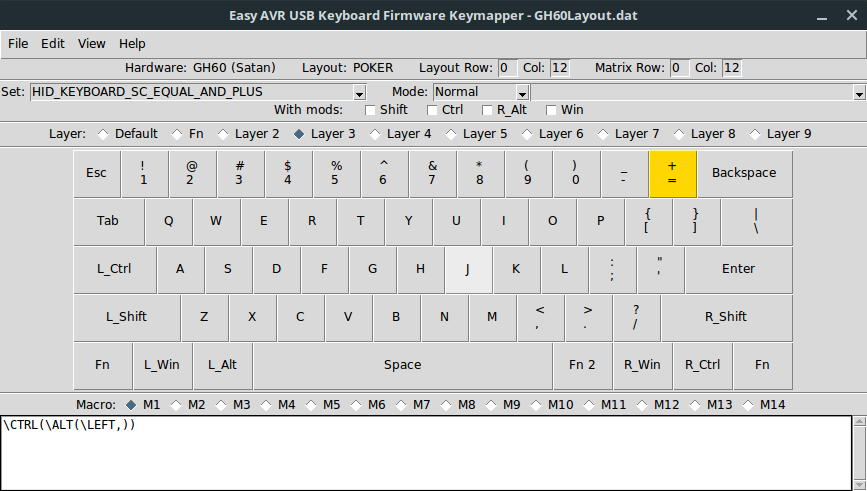 Easy AVR USB Keyboard Firmware Keymapper - GH60Layout.dat
File Edit View Help
Hardware: GH60 (Satan) Layout: POKER Layout Row: 0 Col: 12 Matrix Row: 0 Col: 12
Set: HID_KEYBOARD_SC_EQUAL_AND_PLUS Mode: Normal
With mods: Shift Ctrl R_Alt Win
Layer: Default Fn Layer 2 Layer 3 Layer 4 Layer 5 Layer 6 Layer 7 Layer 8 Layer 9
! @ # $ % ^ & * ( ) _ +
Esc 1 2 3 4 5 6 7 8 9 0 - = Backspace
{ } |
Tab Q W E R T Y U I O P [ ] \
: "
L_Ctrl A S D F G H J K L ; ' Enter
< > ?
L_Shift Z X C V B N M , . / R_Shift
Fn L_Win L_Alt Space Fn 2 R_Win R_Ctrl Fn
Macro: M1 M2 M3 M4 M5 M6 M7 M8 M9 M10 M11 M12 M13 M14
\CTRL(\ALT(\LEFT,))